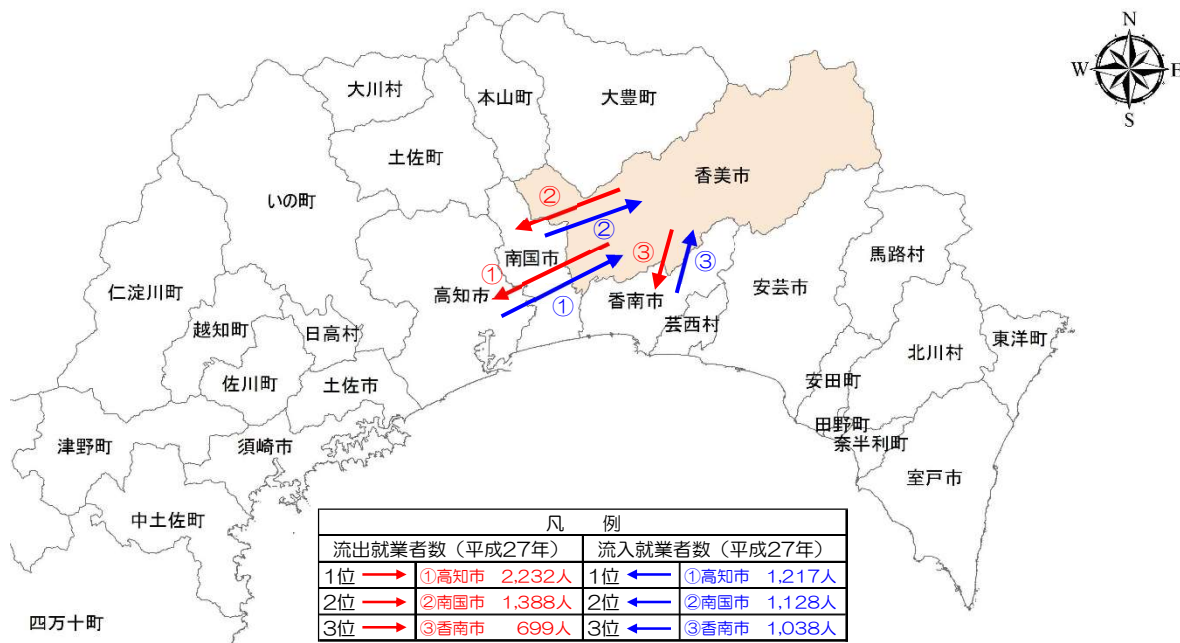 N
W E
S
大川村
本山町
大豊町
土佐町
香美市
いの町
②
②
南国市
③
③
馬路村
①
高知市
①
仁淀川町
香南市
安芸市
越知町
日高村
芸西村
東洋町
北川村
佐川町
土佐市
安田町
田野町
奈半利町
津野町
須崎市
室戸市
中土佐町
四万十町
凡 例
流出就業者数（平成27年） 流入就業者数（平成27年）
1位 ①高知市 2,232人 1位 ①高知市 1,217人
2位 ②南国市 1,388人 2位 ②南国市 1,128人
3位 ③香南市 699人 3位 ③香南市 1,038人